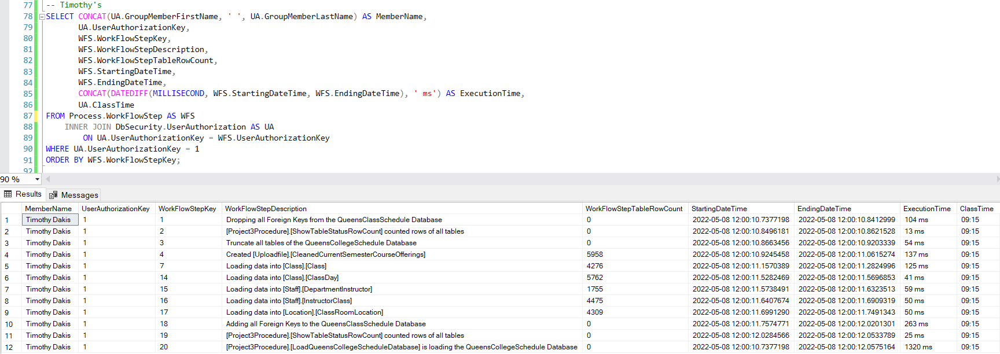 77 -- Timothy's
78 SELECT CONCAT(UA.GroupMemberFirstName, ' ', UA.GroupMemberLastName) AS MemberName,
79 UA.UserAuthorizationKey,
80 WFS.WorkFlowStepKey,
81 WFS.WorkFlowStepDescription,
82 WFS.WorkFlowStepTableRowCount,
83 WFS.StartingDateTime,
84 WFS.EndingDateTime,
85 CONCAT(DATEDIFF(MILLISECOND, WFS.StartingDateTime, WFS.EndingDateTime), ' ms') AS ExecutionTime,
86 UA.ClassTime
87 FROM Process.WorkFlowStep AS WFS
88 INNER JOIN DbSecurity.UserAuthorization AS UA
89 ON UA.UserAuthorizationKey = WFS.UserAuthorizationKey
90 WHERE UA.UserAuthorizationKey = 1
91 ORDER BY WFS.WorkFlowStepKey;
92
90 %
Results Messages
MemberName UserAuthorizationKey WorkFlowStepKey WorkFlowStepDescription WorkFlowStepTableRowCount StartingDateTime EndingDateTime ExecutionTime ClassTime
1 Timothy Dakis 1 1 Dropping all Foreign Keys from the QueensClassSchedule Database 0 2022-05-08 12:00:10.7377198 2022-05-08 12:00:10.8412999 104 ms 09:15
2 Timothy Dakis 1 2 [Project3Procedure].[ShowTableStatusRowCount] counted rows of all tables 0 2022-05-08 12:00:10.8496181 2022-05-08 12:00:10.8621528 13 ms 09:15
3 Timothy Dakis 1 3 Truncate all tables of the QueensCollegeSchedule Database 0 2022-05-08 12:00:10.8663456 2022-05-08 12:00:10.9203339 54 ms 09:15
4 Timothy Dakis 1 4 Created [Uploadfile].[CleanedCurrentSemesterCourseOfferings] 5958 2022-05-08 12:00:10.9245458 2022-05-08 12:00:11.0615274 137 ms 09:15
5 Timothy Dakis 1 7 Loading data into [Class].[Class] 4276 2022-05-08 12:00:11.1570389 2022-05-08 12:00:11.2824996 125 ms 09:15
6 Timothy Dakis 1 14 Loading data into [Class].[ClassDay] 5762 2022-05-08 12:00:11.5282469 2022-05-08 12:00:11.5696853 41 ms 09:15
7 Timothy Dakis 1 15 Loading data into [Staff].[DepartmentInstructor] 1755 2022-05-08 12:00:11.5738491 2022-05-08 12:00:11.6323513 59 ms 09:15
8 Timothy Dakis 1 16 Loading data into [Staff].[InstructorClass] 4475 2022-05-08 12:00:11.6407674 2022-05-08 12:00:11.6909319 50 ms 09:15
9 Timothy Dakis 1 17 Loading data into [Location].[ClassRoomLocation] 4309 2022-05-08 12:00:11.6991290 2022-05-08 12:00:11.7491343 50 ms 09:15
10 Timothy Dakis 1 18 Adding all Foreign Keys to the QueensClassSchedule Database 0 2022-05-08 12:00:11.7574771 2022-05-08 12:00:12.0201301 263 ms 09:15
11 Timothy Dakis 1 19 [Project3Procedure].[ShowTableStatusRowCount] counted rows of all tables 0 2022-05-08 12:00:12.0284566 2022-05-08 12:00:12.0533789 25 ms 09:15
12 Timothy Dakis 1 20 [Project3Procedure].[LoadQueensCollegeScheduleDatabase] is loading the QueensCollegeSchedule Database 0 2022-05-08 12:00:10.7377198 2022-05-08 12:00:12.0575164 1320 ms 09:15